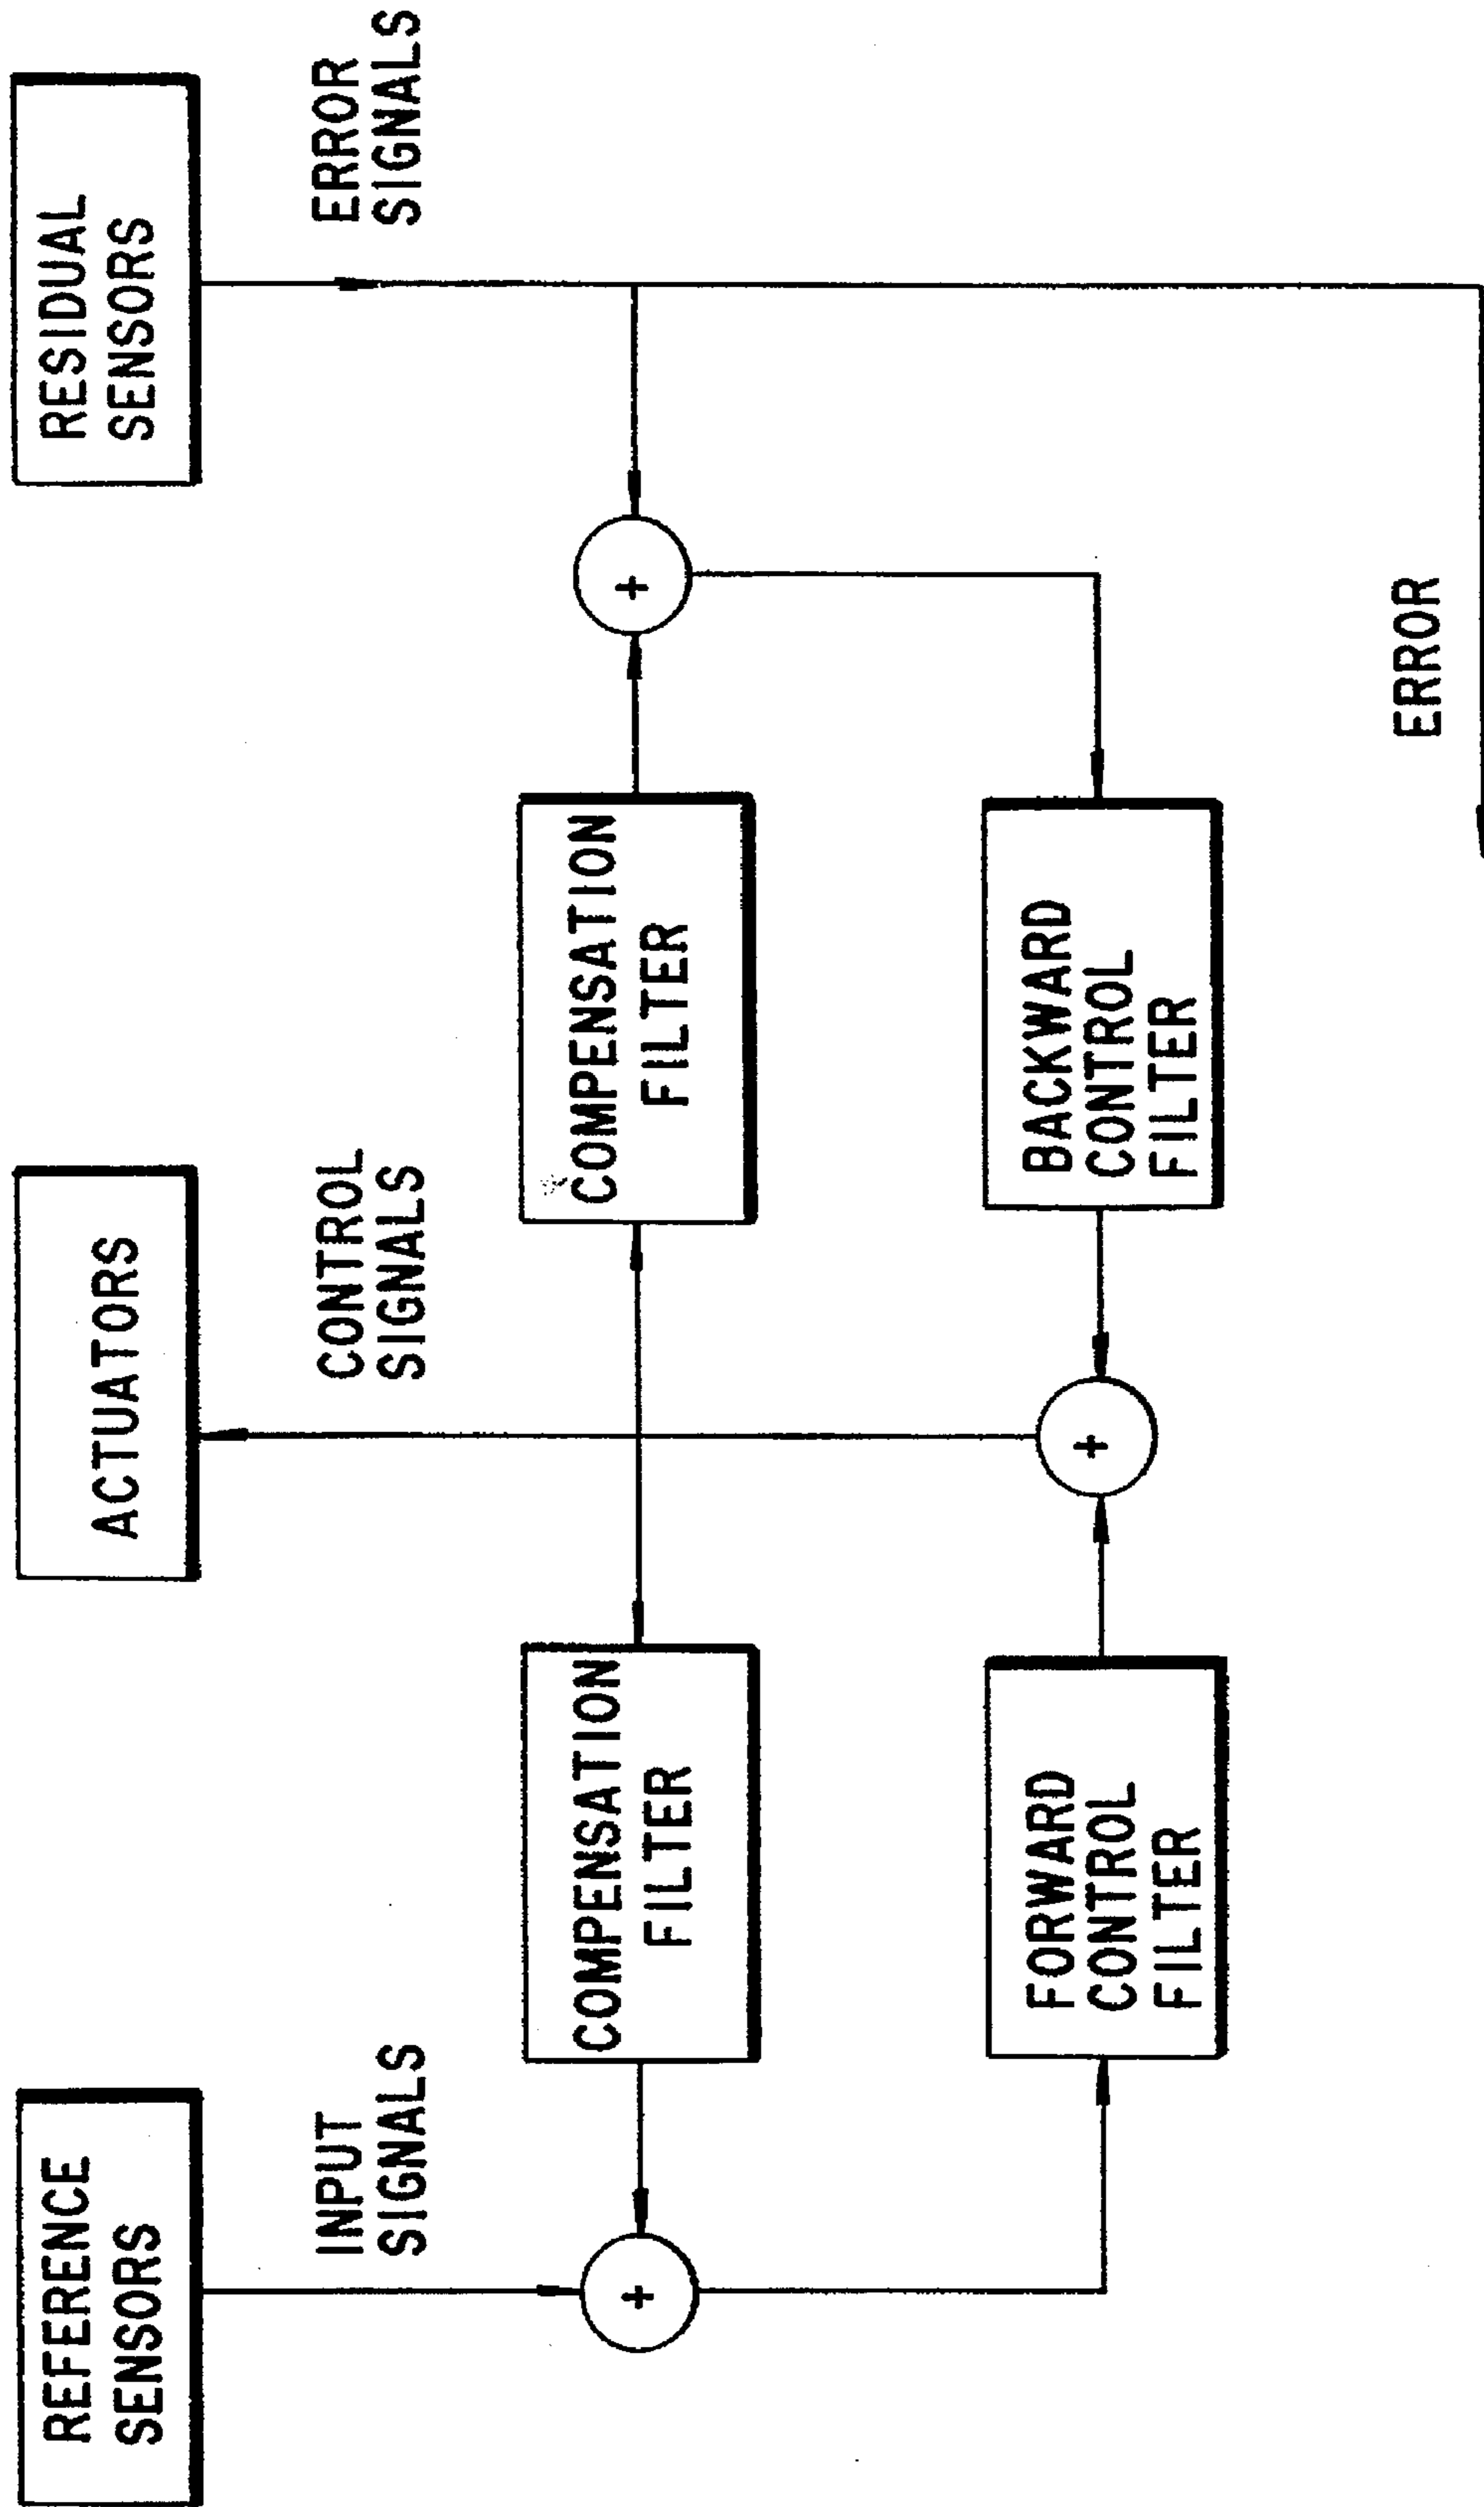 REFERENCE
SENSORS
ACTUATORS
RESIDUAL
SENSORS
INPUT
SIGNALS
CONTROL
SIGNALS
ERROR
SIGNALS
COMPENSATION
FILTER
COMPENSATION
FILTER
+
+
FORWARD
CONTROL
FILTER
+
BACKWARD
CONTROL
FILTER
ERROR